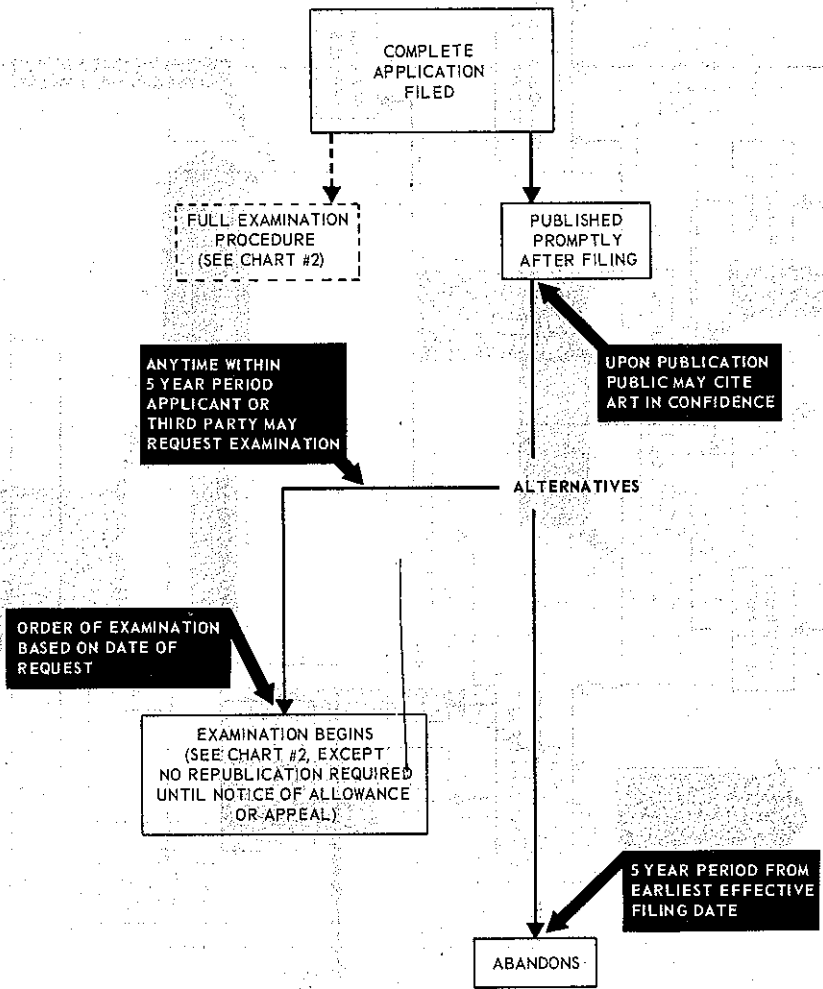 COMPLETE
APPLICATION
FILED
FULL EXAMINATION
PROCEDURE
(SEE CHART #2)
PUBLISHED
PROMPTLY
AFTER FILING
ANYTIME WITHIN
5 YEAR PERIOD
APPLICANT OR
THIRD PARTY MAY
REQUEST EXAMINATION
UPON PUBLICATION
PUBLIC MAY CITE
ART IN CONFIDENCE
ALTERNATIVES
ORDER OF EXAMINATION
BASED ON DATE OF
REQUEST
EXAMINATION BEGINS
(SEE CHART #2, EXCEPT
NO REPUBLICATION REQUIRED
UNTIL NOTICE OF ALLOWANCE
OR APPEAL)
5 YEAR PERIOD FROM
EARLIEST EFFECTIVE
FILING DATE
ABANDONS